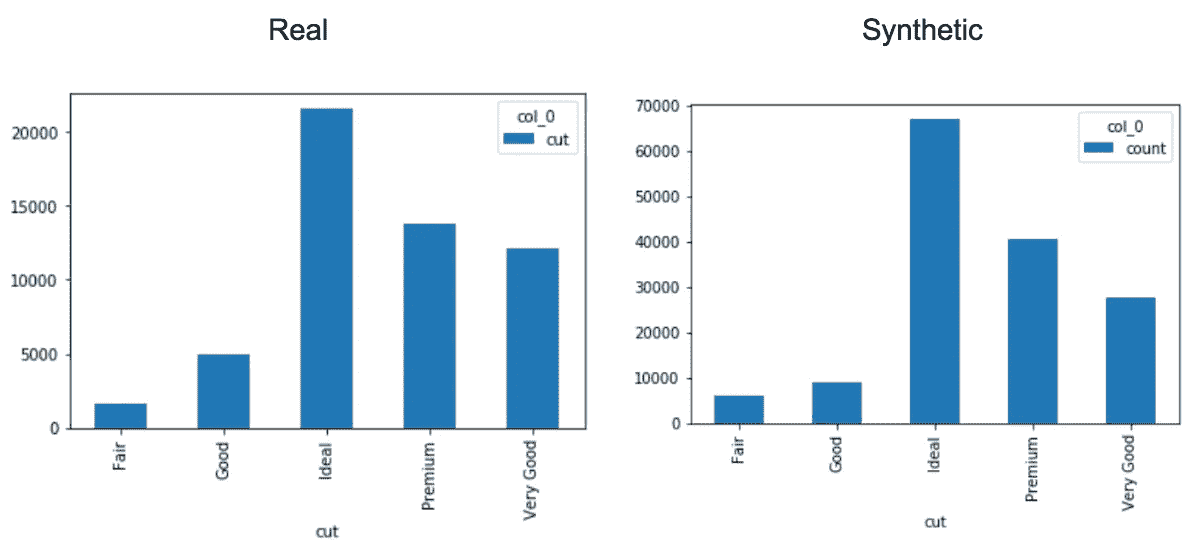 Real
col_0
cut
20000
15000
10000
5000
0
Fair
Good
Ideal
Premium
Very Good
cut
Synthetic
col_0
count
70000
60000
50000
40000
30000
20000
10000
0
Fair
Good
Ideal
Premium
Very Good
cut